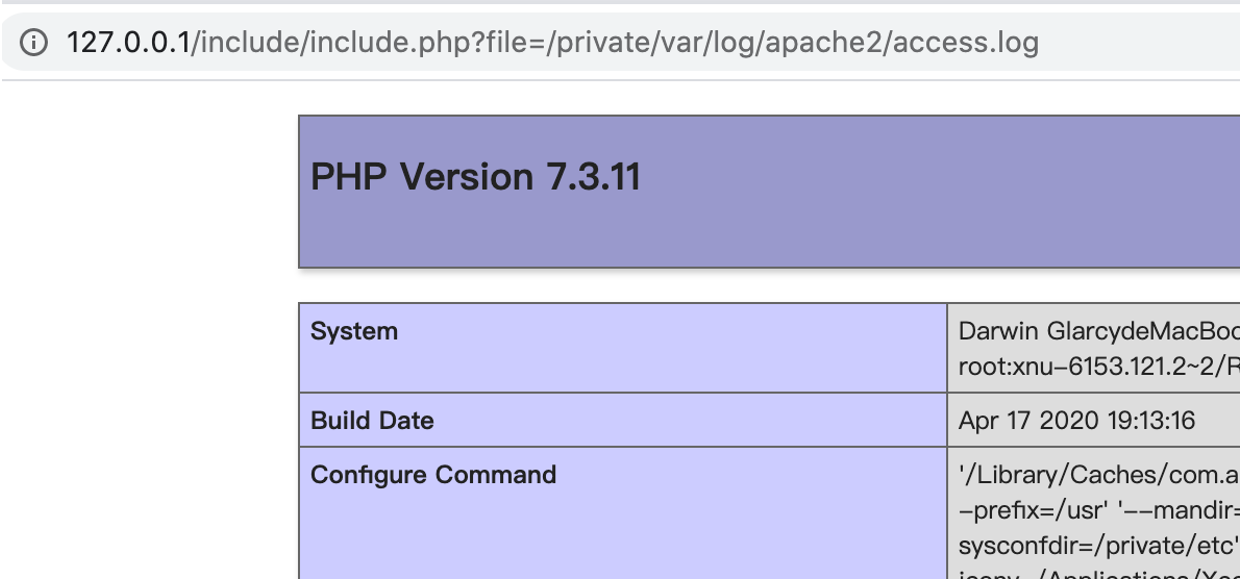 127.0.0.1/include/include.php?file=/private/var/log/apache2/access.log
PHP Version 7.3.11
System
Darwin GlarcydeMacBoo
root:xnu-6153.121.2~2/R
Build Date
Apr 17 2020 19:13:16
Configure Command
'/Library/Caches/com.a
-prefix=/usr' '--mandir=
sysconfdir=/private/etc'